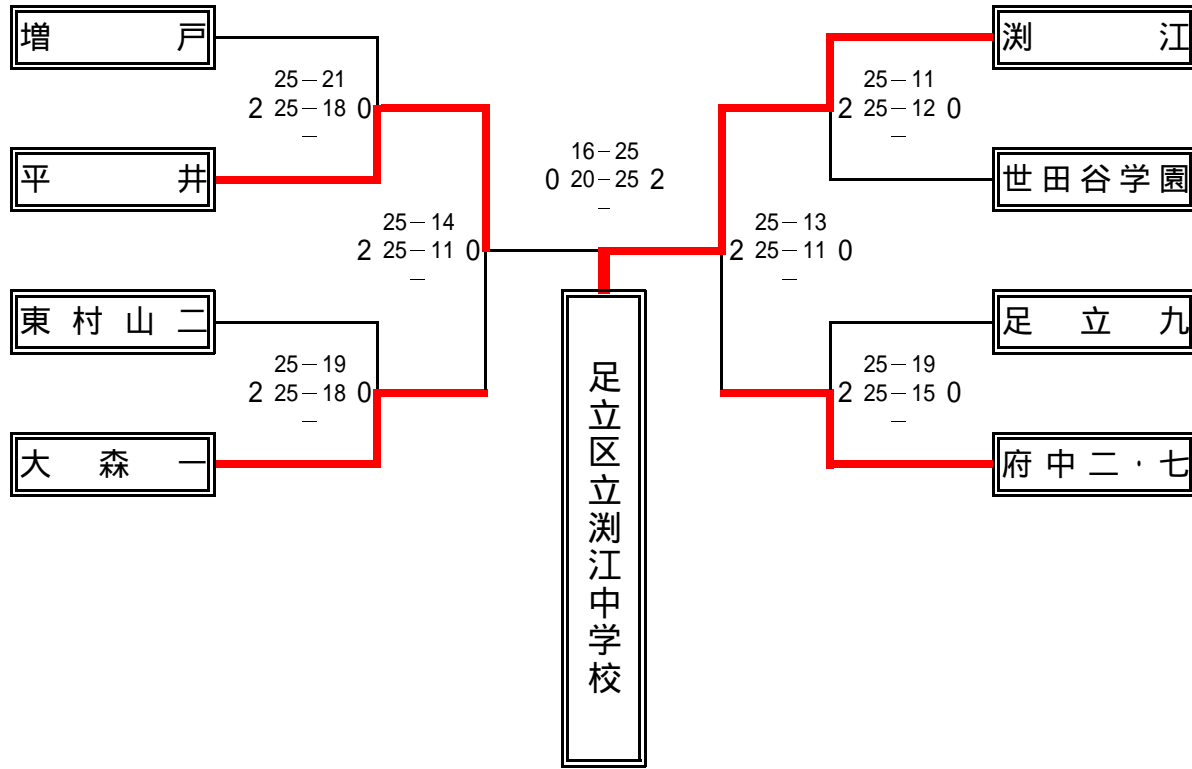 増戸
渕江
25－21
2 25－18 0
－
25－11
2 25－12 0
－
平井
16－25
0 20－25 2
－
世田谷学園
25－14
2 25－11 0
－
25－13
2 25－11 0
－
東村山二
足立九
25－19
2 25－18 0
－
25－19
2 25－15 0
－
大森一
府中二・七
足立区立渕江中学校